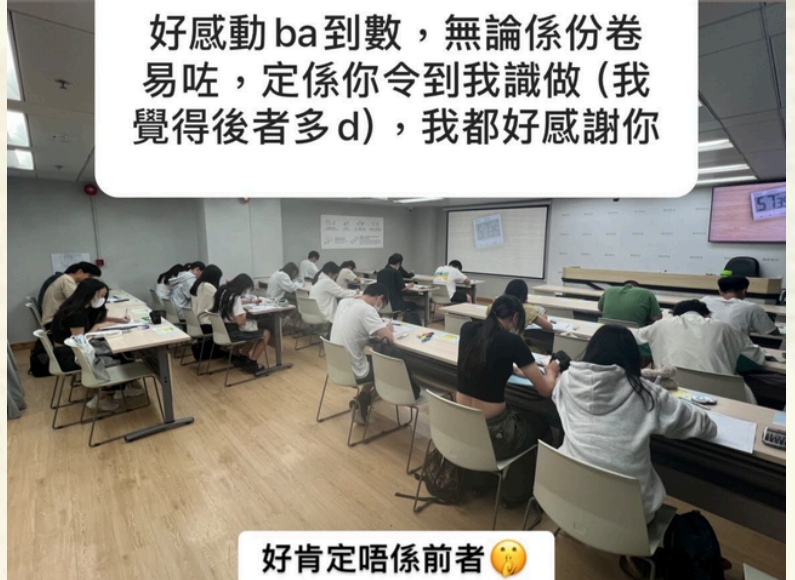 好感動ba到數，無論係份卷
易咗，定係你令到我識做（我
覺得後者多d），我都好感謝你
好肯定唔係前者🤫